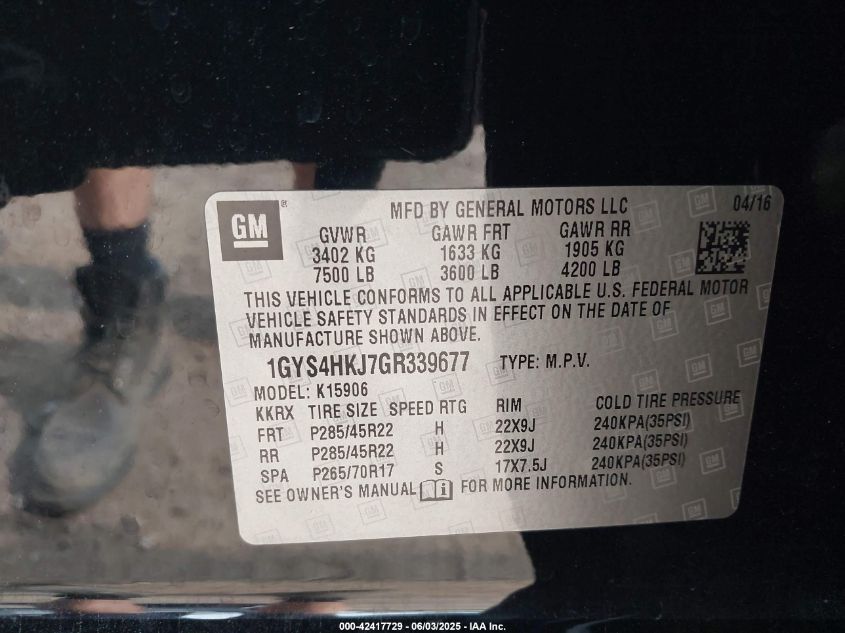 GM ® MFD BY GENERAL MOTORS LLC 04/16
GVWR GAWR FRT GAWR RR
3402 KG 1633 KG 1905 KG
7500 LB 3600 LB 4200 LB
THIS VEHICLE CONFORMS TO ALL APPLICABLE U.S. FEDERAL MOTOR
VEHICLE SAFETY STANDARDS IN EFFECT ON THE DATE OF
MANUFACTURE SHOWN ABOVE.
1GYS4HKJ7GR339677 TYPE: M.P.V.
MODEL: K15906
KKRX TIRE SIZE SPEED RTG RIM COLD TIRE PRESSURE
FRT P285/45R22 H 22X9J 240KPA(35PSI)
RR P285/45R22 H 22X9J 240KPA(35PSI)
SPA P265/70R17 S 17X7.5J 240KPA(35PSI)
SEE OWNER'S MANUAL FOR MORE INFORMATION.
000-42417729 - 06/03/2025 - IAA Inc.